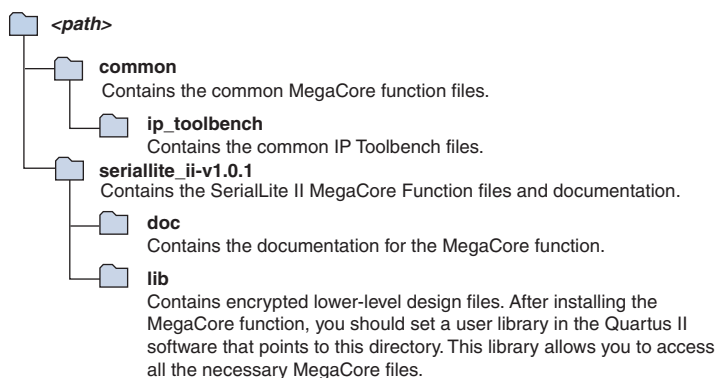 <path>
common
Contains the common MegaCore function files.
ip_toolbench
Contains the common IP Toolbench files.
seriallite_ii-v1.0.1
Contains the SerialLite II MegaCore Function files and documentation.
doc
Contains the documentation for the MegaCore function.
lib
Contains encrypted lower-level design files. After installing the
MegaCore function, you should set a user library in the Quartus II
software that points to this directory. This library allows you to access
all the necessary MegaCore files.